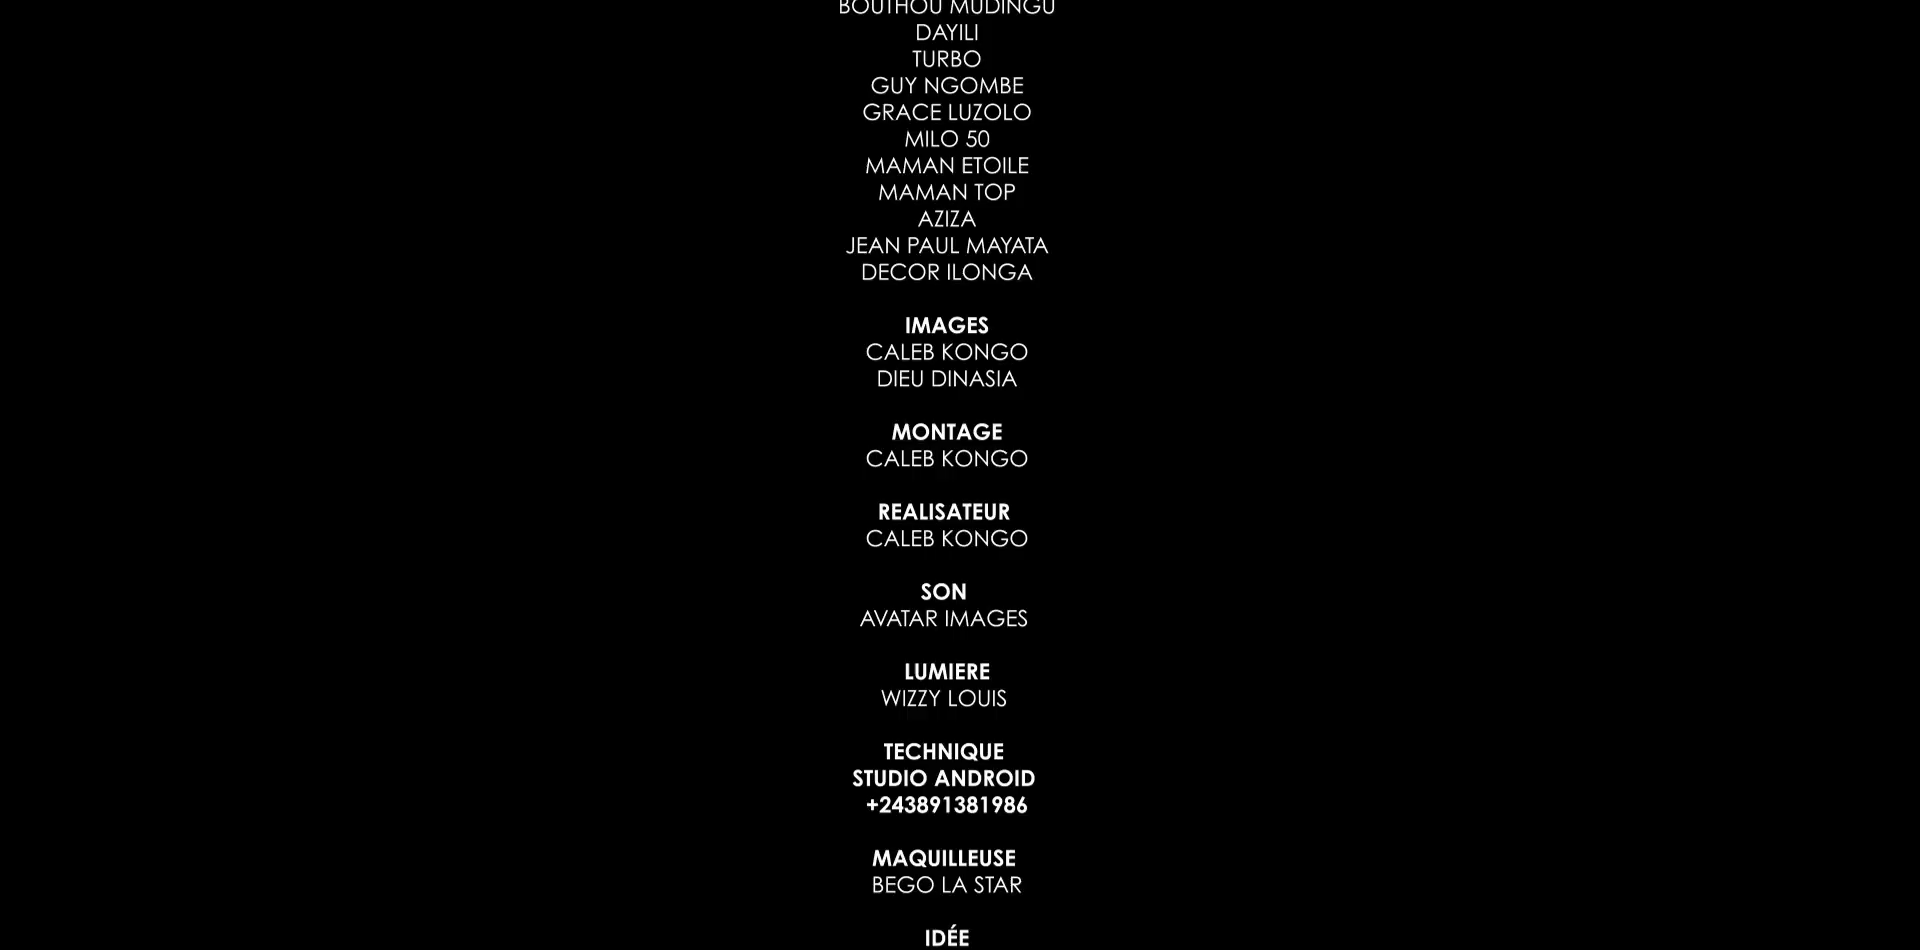 BOUTHOU MUDINGU
DAYILI
TURBO
GUY NGOMBE
GRACE LUZOLO
MILO 50
MAMAN ETOILE
MAMAN TOP
AZIZA
JEAN PAUL MAYATA
DECOR ILONGA
IMAGES
CALEB KONGO
DIEU DINASIA
MONTAGE
CALEB KONGO
REALISATEUR
CALEB KONGO
SON
AVATAR IMAGES
LUMIERE
WIZZY LOUIS
TECHNIQUE
STUDIO ANDROID
+243891381986
MAQUILLEUSE
BEGO LA STAR
IDÉE